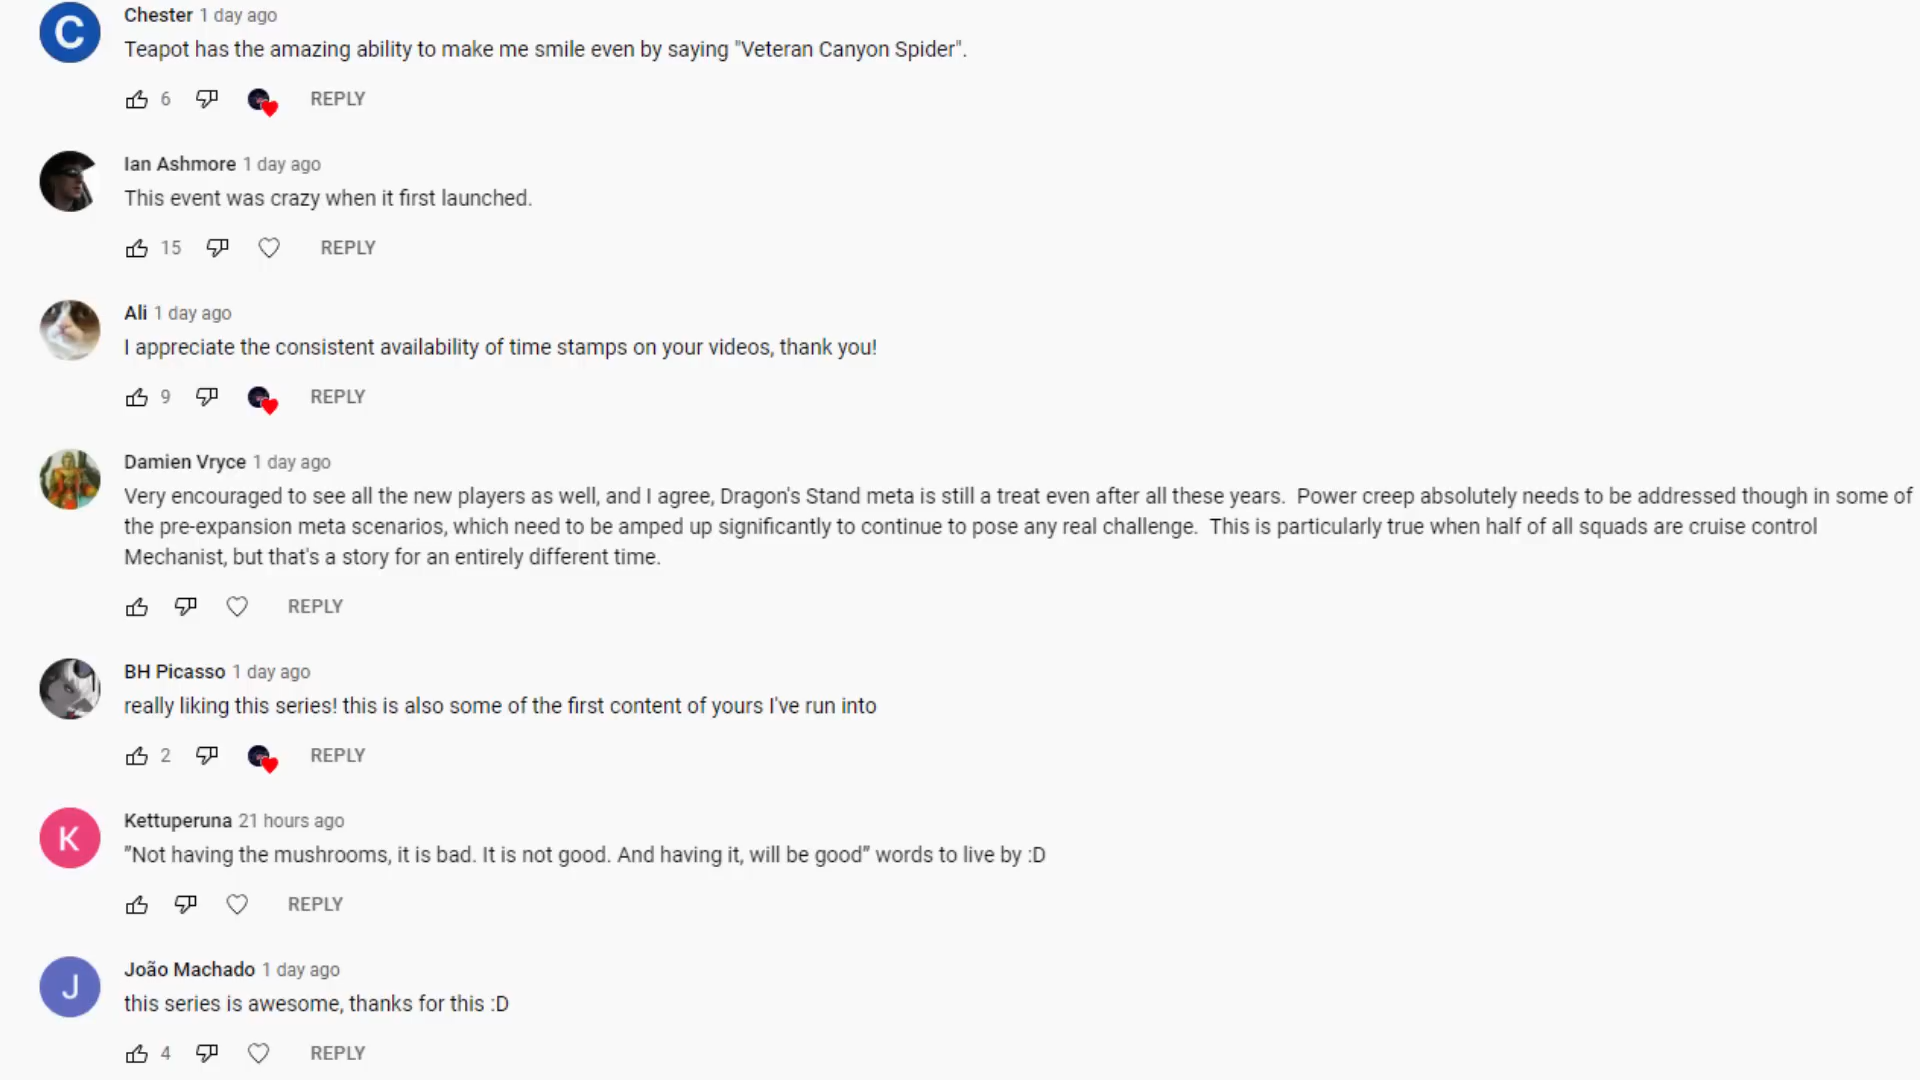 C
Chester 1 day ago
Teapot has the amazing ability to make me smile even by saying "Veteran Canyon Spider".
6 REPLY
Ian Ashmore 1 day ago
This event was crazy when it first launched.
15 REPLY
Ali 1 day ago
I appreciate the consistent availability of time stamps on your videos, thank you!
9 REPLY
Damien Vryce 1 day ago
Very encouraged to see all the new players as well, and I agree, Dragon's Stand meta is still a treat even after all these years.  Power creep absolutely needs to be addressed though in some of
the pre-expansion meta scenarios, which need to be amped up significantly to continue to pose any real challenge.  This is particularly true when half of all squads are cruise control
Mechanist, but that's a story for an entirely different time.
REPLY
BH Picasso 1 day ago
really liking this series! this is also some of the first content of yours I've run into
2 REPLY
K
Kettuperuna 21 hours ago
”Not having the mushrooms, it is bad. It is not good. And having it, will be good” words to live by :D
REPLY
J
João Machado 1 day ago
this series is awesome, thanks for this :D
4 REPLY